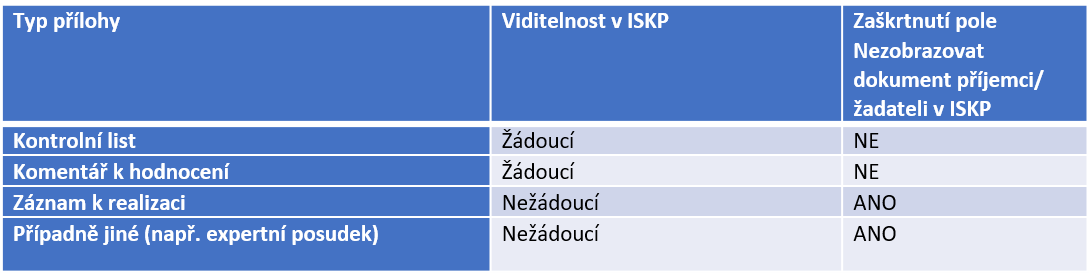 Typ přílohy Viditelnost v ISKP Zaškrtnutí pole
Nezobrazovat
dokument příjemci/
žadateli v ISKP
Kontrolní list Žádoucí NE
Komentář k hodnocení Žádoucí NE
Záznam k realizaci Nežádoucí ANO
Případně jiné (např. expertní posudek) Nežádoucí ANO